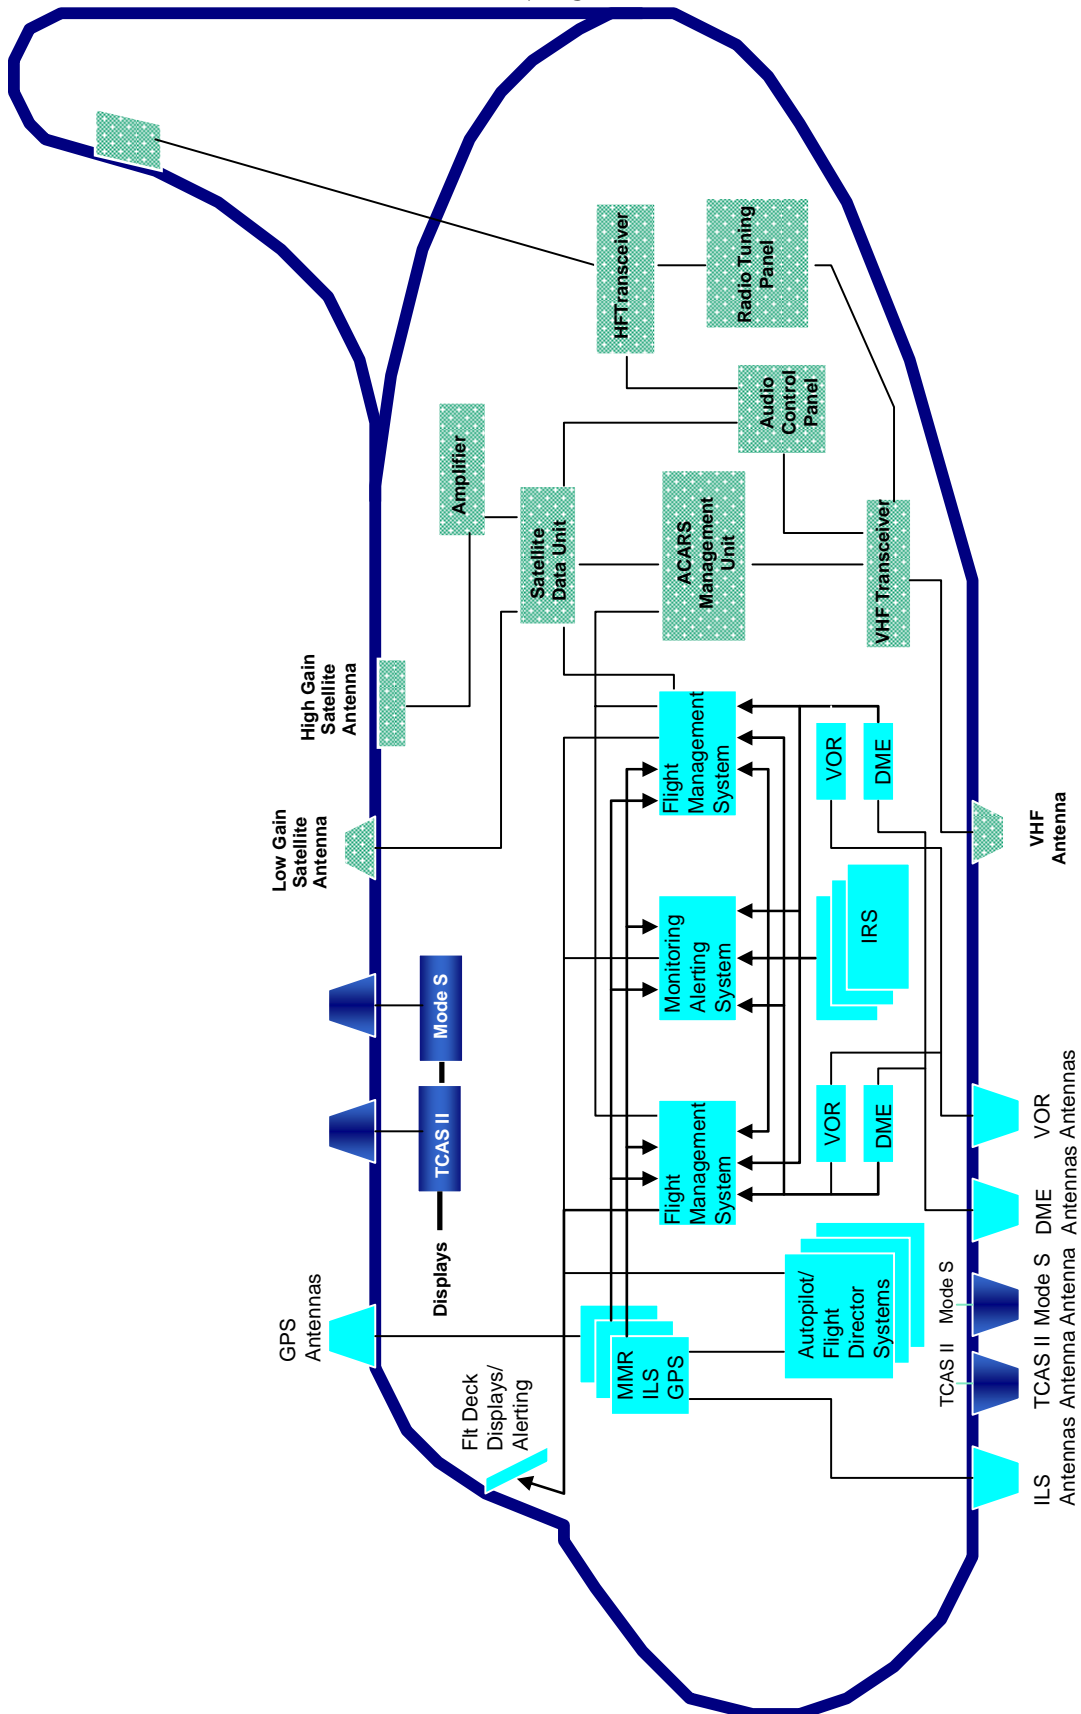 HFTransceiver
Radio Tuning
Panel
Audio
Control
Panel
Amplifier
Satellite
Data Unit
ACARS
Management
Unit
VHF Transceiver
High Gain
Satellite
Antenna
Low Gain
Satellite
Antenna
VHF
Antenna
Flight
Management
System
VOR
DME
Monitoring
Alerting
System
IRS
Mode S
TCAS II
Displays
Flight
Management
System
VOR
DME
GPS
Antennas
Flt Deck
Displays/
Alerting
MMR
ILS
GPS
Autopilot/
Flight
Director
Systems
TCAS II
Mode S
ILS
Antennas
TCAS II
Antenna
Mode S
Antenna
DME
Antennas
VOR
Antennas